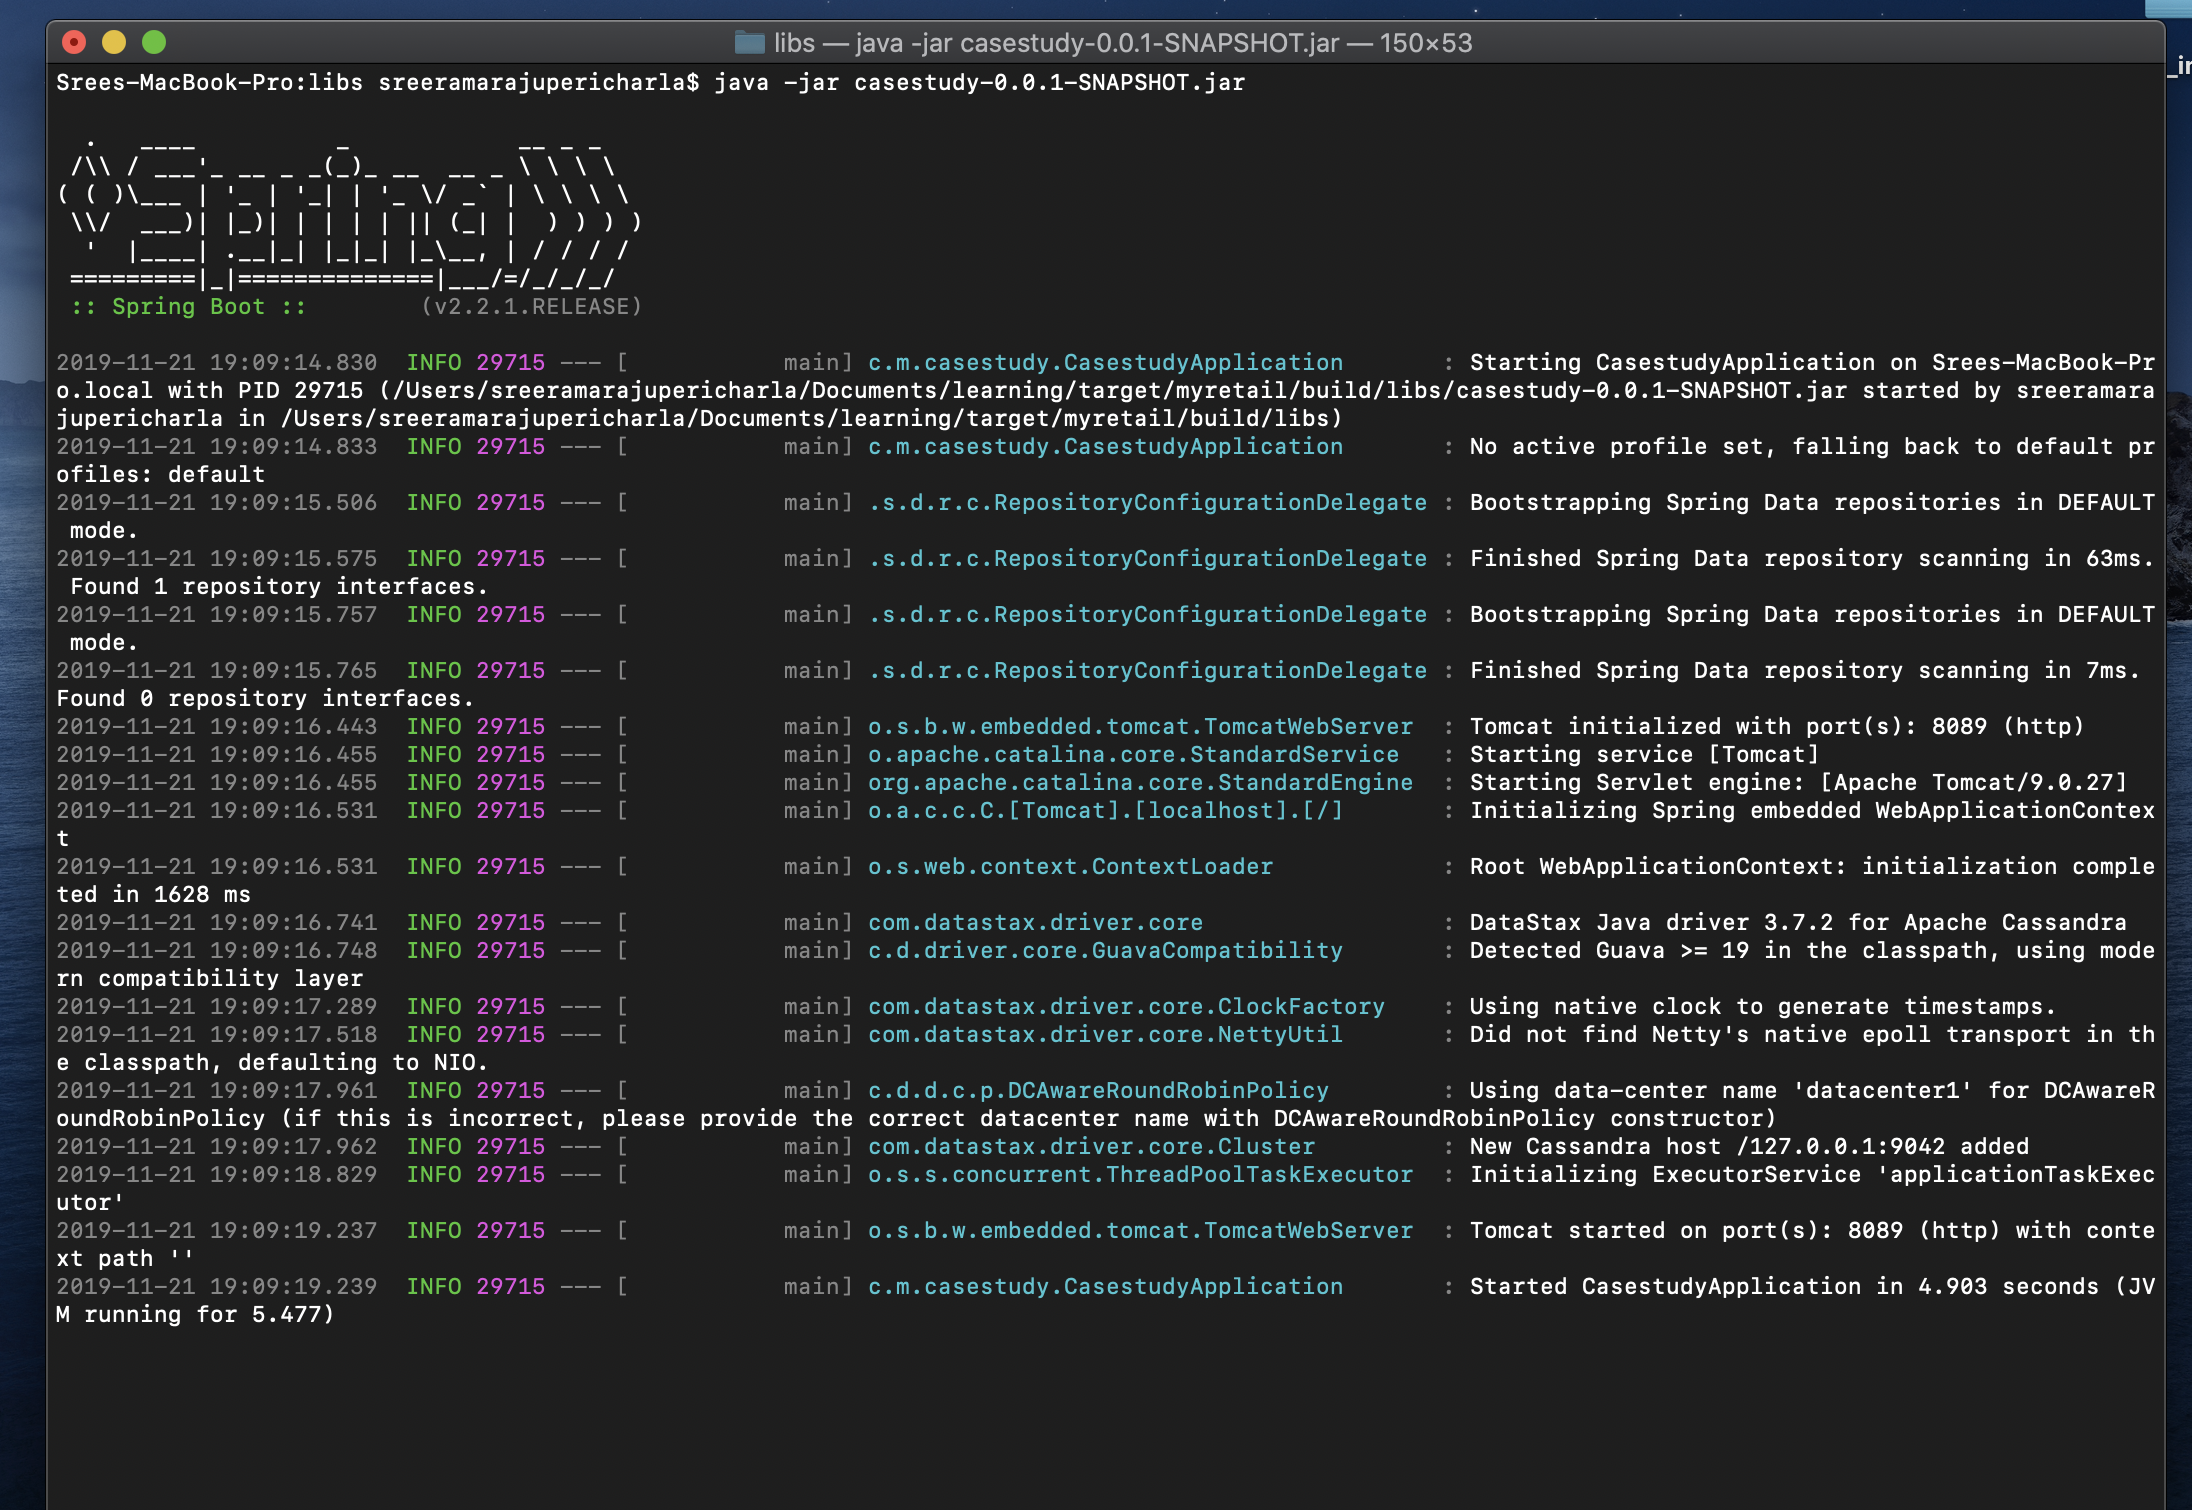 libs — java -jar casestudy-0.0.1-SNAPSHOT.jar — 150×53
_in
Srees-MacBook-Pro:libs sreeramarajupericharla$ java -jar casestudy-0.0.1-SNAPSHOT.jar
  .   ____          _            __ _ _
 /\\ / ___'_ __ _ _(_)_ __  __ _ \ \ \ \
( ( )\___ | '_ | '_| | '_ \/ _` | \ \ \ \
 \\/  ___)| |_)| | | | | || (_| |  ) ) ) )
  '  |____| .__|_| |_|_| |_\__, | / / / /
 =========|_|==============|___/=/_/_/_/
 :: Spring Boot ::        (v2.2.1.RELEASE)
2019-11-21 19:09:14.830  INFO 29715 --- [           main] c.m.casestudy.CasestudyApplication       : Starting CasestudyApplication on Srees-MacBook-Pr
o.local with PID 29715 (/Users/sreeramarajupericharla/Documents/learning/target/myretail/build/libs/casestudy-0.0.1-SNAPSHOT.jar started by sreeramara
jupericharla in /Users/sreeramarajupericharla/Documents/learning/target/myretail/build/libs)
2019-11-21 19:09:14.833  INFO 29715 --- [           main] c.m.casestudy.CasestudyApplication       : No active profile set, falling back to default pr
ofiles: default
2019-11-21 19:09:15.506  INFO 29715 --- [           main] .s.d.r.c.RepositoryConfigurationDelegate : Bootstrapping Spring Data repositories in DEFAULT
 mode.
2019-11-21 19:09:15.575  INFO 29715 --- [           main] .s.d.r.c.RepositoryConfigurationDelegate : Finished Spring Data repository scanning in 63ms.
 Found 1 repository interfaces.
2019-11-21 19:09:15.757  INFO 29715 --- [           main] .s.d.r.c.RepositoryConfigurationDelegate : Bootstrapping Spring Data repositories in DEFAULT
 mode.
2019-11-21 19:09:15.765  INFO 29715 --- [           main] .s.d.r.c.RepositoryConfigurationDelegate : Finished Spring Data repository scanning in 7ms.
Found 0 repository interfaces.
2019-11-21 19:09:16.443  INFO 29715 --- [           main] o.s.b.w.embedded.tomcat.TomcatWebServer  : Tomcat initialized with port(s): 8089 (http)
2019-11-21 19:09:16.455  INFO 29715 --- [           main] o.apache.catalina.core.StandardService   : Starting service [Tomcat]
2019-11-21 19:09:16.455  INFO 29715 --- [           main] org.apache.catalina.core.StandardEngine  : Starting Servlet engine: [Apache Tomcat/9.0.27]
2019-11-21 19:09:16.531  INFO 29715 --- [           main] o.a.c.c.C.[Tomcat].[localhost].[/]       : Initializing Spring embedded WebApplicationContex
t
2019-11-21 19:09:16.531  INFO 29715 --- [           main] o.s.web.context.ContextLoader            : Root WebApplicationContext: initialization comple
ted in 1628 ms
2019-11-21 19:09:16.741  INFO 29715 --- [           main] com.datastax.driver.core                 : DataStax Java driver 3.7.2 for Apache Cassandra
2019-11-21 19:09:16.748  INFO 29715 --- [           main] c.d.driver.core.GuavaCompatibility       : Detected Guava >= 19 in the classpath, using mode
rn compatibility layer
2019-11-21 19:09:17.289  INFO 29715 --- [           main] com.datastax.driver.core.ClockFactory    : Using native clock to generate timestamps.
2019-11-21 19:09:17.518  INFO 29715 --- [           main] com.datastax.driver.core.NettyUtil       : Did not find Netty's native epoll transport in th
e classpath, defaulting to NIO.
2019-11-21 19:09:17.961  INFO 29715 --- [           main] c.d.d.c.p.DCAwareRoundRobinPolicy        : Using data-center name 'datacenter1' for DCAwareR
oundRobinPolicy (if this is incorrect, please provide the correct datacenter name with DCAwareRoundRobinPolicy constructor)
2019-11-21 19:09:17.962  INFO 29715 --- [           main] com.datastax.driver.core.Cluster         : New Cassandra host /127.0.0.1:9042 added
2019-11-21 19:09:18.829  INFO 29715 --- [           main] o.s.s.concurrent.ThreadPoolTaskExecutor  : Initializing ExecutorService 'applicationTaskExec
utor'
2019-11-21 19:09:19.237  INFO 29715 --- [           main] o.s.b.w.embedded.tomcat.TomcatWebServer  : Tomcat started on port(s): 8089 (http) with conte
xt path ''
2019-11-21 19:09:19.239  INFO 29715 --- [           main] c.m.casestudy.CasestudyApplication       : Started CasestudyApplication in 4.903 seconds (JV
M running for 5.477)